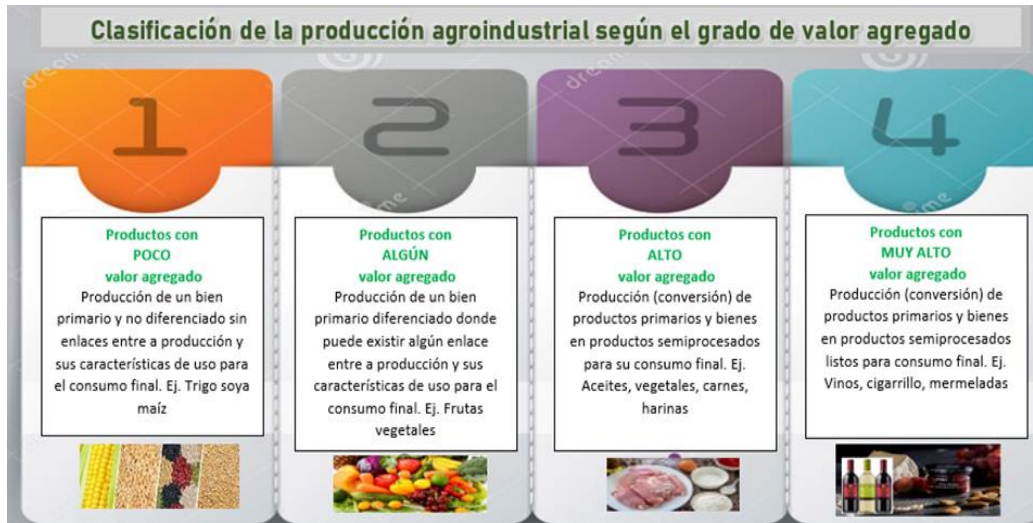 Clasificación de la producción agroindustrial según el grado de valor agregado
1
Productos con
POCO
valor agregado
Producción de un bien
primario y no diferenciado sin
enlaces entre a producción y
sus características de uso para
el consumo final. Ej. Trigo soya
maíz
2
Productos con
ALGÚN
valor agregado
Producción de un bien
primario diferenciado donde
puede existir algún enlace
entre a producción y sus
características de uso para el
consumo final. Ej. Frutas
vegetales
3
Productos con
ALTO
valor agregado
Producción (conversión) de
productos primarios y bienes
en productos semiprocesados
para su consumo final. Ej.
Aceites, vegetales, carnes,
harinas
4
Productos con
MUY ALTO
valor agregado
Producción (conversión) de
productos primarios y bienes
en productos semiprocesados
listos para consumo final. Ej.
Vinos, cigarrillo, mermeladas